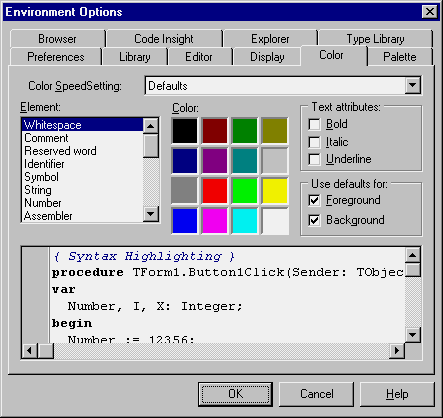 Environment Options
Browser Code Insight Explorer Type Library
Preferences Library Editor Display Color Palette
Color SpeedSetting: Defaults
Element:
Whitespace
Comment
Reserved word
Identifier
Symbol
String
Number
Assembler
Color:
Text attributes:
Bold
Italic
Underline
Use defaults for:
Foreground
Background
{ Syntax Highlighting }
procedure TForm1.Button1Click(Sender: TObjec
var
Number, I, X: Integer;
begin
Number := 12356;
OK Cancel Help